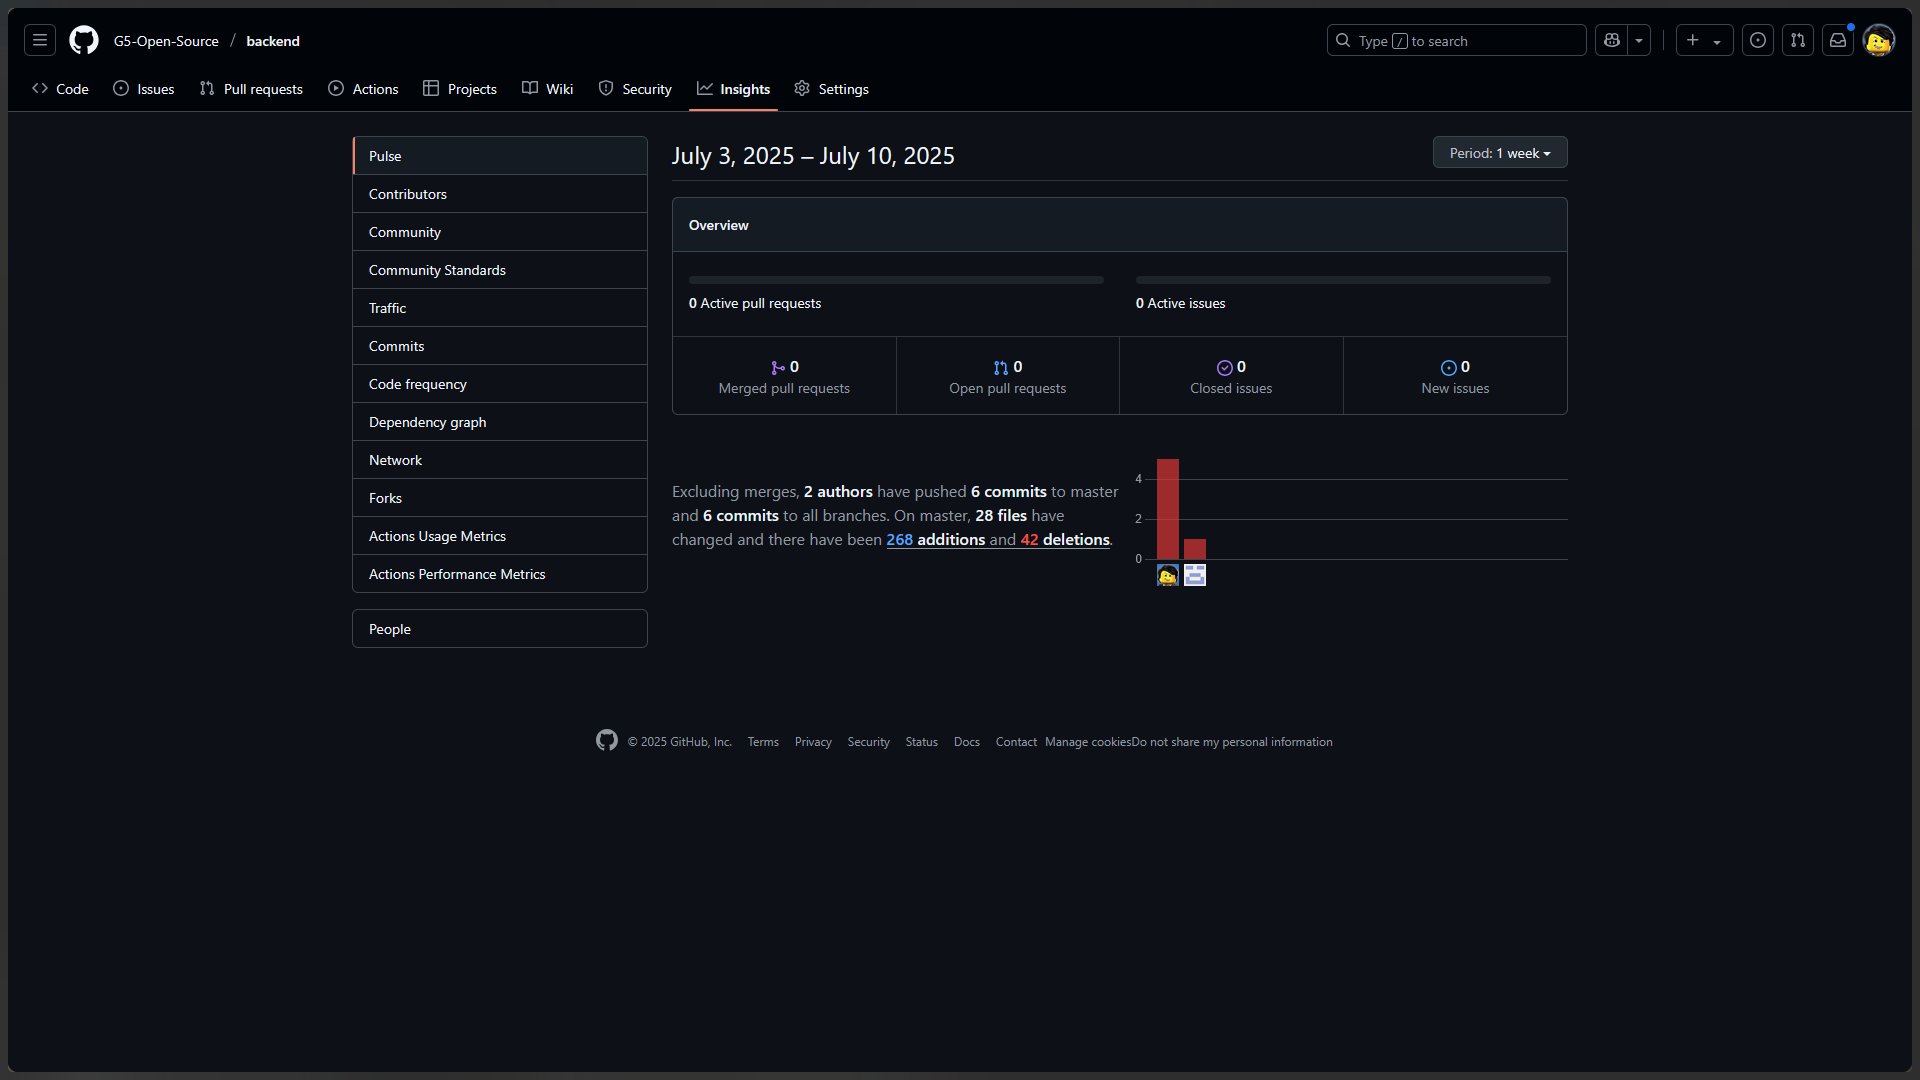 G5-Open-Source / backend
Type / to search
Code
Issues
Pull requests
Actions
Projects
Wiki
Security
Insights
Settings
Pulse
Contributors
Community
Community Standards
Traffic
Commits
Code frequency
Dependency graph
Network
Forks
Actions Usage Metrics
Actions Performance Metrics
People
July 3, 2025 – July 10, 2025
Period: 1 week
Overview
0 Active pull requests
0 Active issues
0
Merged pull requests
0
Open pull requests
0
Closed issues
0
New issues
Excluding merges, 2 authors have pushed 6 commits to master
and 6 commits to all branches. On master, 28 files have
changed and there have been 268 additions and 42 deletions.
4
2
0
© 2025 GitHub, Inc. Terms Privacy Security Status Docs Contact Manage cookies Do not share my personal information